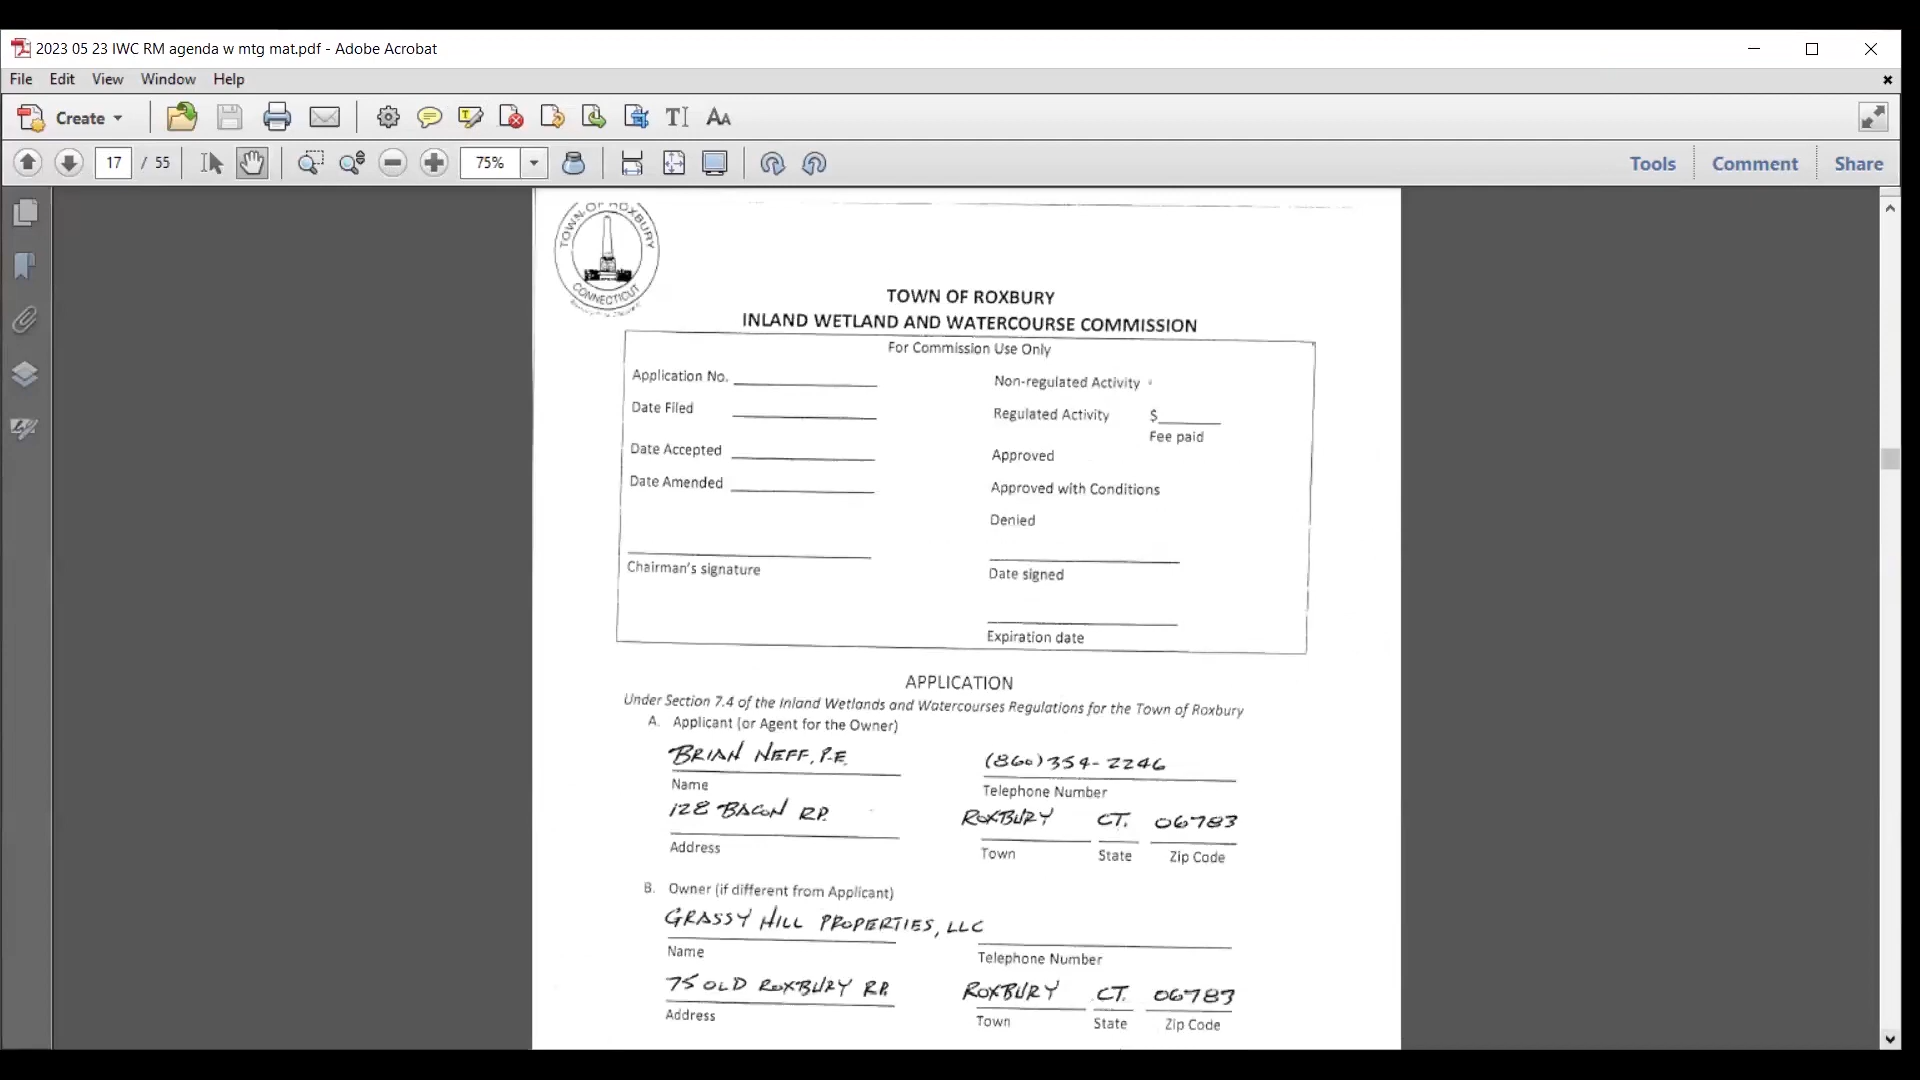 2023 05 23 IWC RM agenda w mtg mat.pdf - Adobe Acrobat
File Edit View Window Help
Create
17 / 55 75% Tools Comment Share
TOWN OF ROXBURY
CONNECTICUT
TOWN OF ROXBURY
INLAND WETLAND AND WATERCOURSE COMMISSION
For Commission Use Only
Application No. Non-regulated Activity
Date Filed Regulated Activity $
Fee paid
Date Accepted Approved
Date Amended Approved with Conditions
Denied
Chairman's signature Date signed
Expiration date
APPLICATION
Under Section 7.4 of the Inland Wetlands and Watercourses Regulations for the Town of Roxbury
A. Applicant (or Agent for the Owner)
BRIAN NEFF, P.E. (860) 354-2246
Name Telephone Number
128 BACON RD. ROXBURY CT. 06783
Address Town State Zip Code
B. Owner (if different from Applicant)
GRASSY HILL PROPERTIES, LLC
Name Telephone Number
75 OLD ROXBURY RD. ROXBURY CT. 06783
Address Town State Zip Code